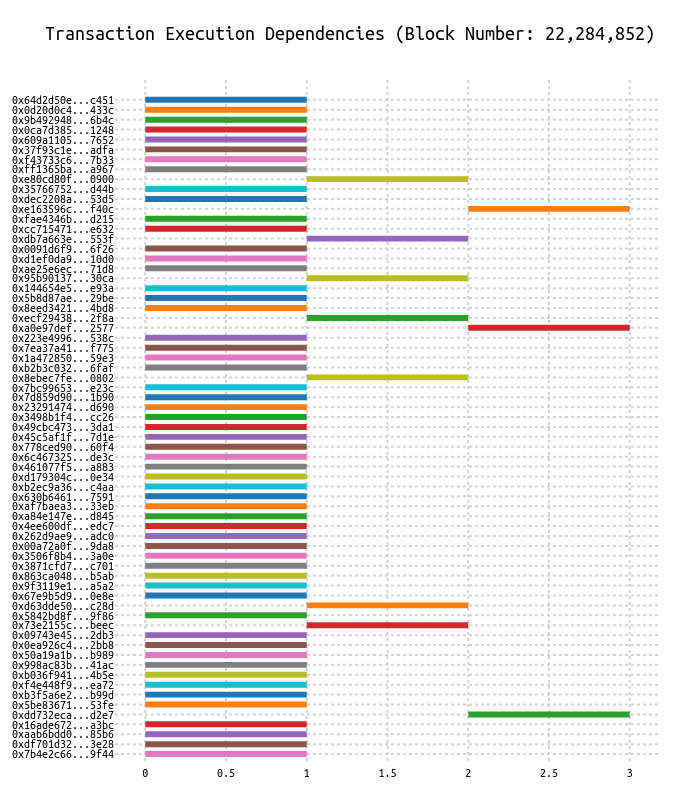 Transaction Execution Dependencies (Block Number: 22,284,852)
0x64d2d50e...c451
0x0d20d0c4...433c
0x9b492948...6b4c
0x0ca7d385...1248
0x609a1105...7652
0x37f93c1e...adfa
0xf43733c6...7b33
0xff1365ba...a967
0xe80cd80f...0900
0x35766752...d44b
0xdec2208a...53d5
0xe163596c...f40c
0xfae4346b...d215
0xcc715471...e632
0xdb7a663e...553f
0x0091d6f9...6f26
0xd1ef0da9...10d0
0xae25e6ec...71d8
0x95b90137...30ca
0x144654e5...e93a
0x5b8d87ae...29be
0x8eed3421...4bd8
0xecf29438...2f8a
0xa0e97def...2577
0x223e4996...538c
0x7ea37a41...f775
0x1a472850...59e3
0xb2b3c032...6faf
0x8ebec7fe...0802
0x7bc99653...e23c
0x7d859d90...1b90
0x23291474...d690
0x3498b1f4...cc26
0x49cbc473...3da1
0x45c5af1f...7d1e
0x778ced90...60f4
0x6c467325...de3c
0x461077f5...a883
0xd179304c...0e34
0xb2ec9a36...c4aa
0x630b6461...7591
0xaf7baea3...33eb
0xa84e147e...d845
0x4ee600df...edc7
0x262d9ae9...adc0
0x00a72a0f...9da8
0x3506f8b4...3a0e
0x3871cfd7...c701
0x863ca048...b5ab
0x9f3119e1...a5a2
0x67e9b5d9...0e8e
0xd63dde50...c28d
0x5842bd8f...9f86
0x73e2155c...beec
0x09743e45...2db3
0x0ea926c4...2bb8
0x50a19a1b...b989
0x998ac83b...41ac
0xb036f941...4b5e
0xf4e448f9...ea72
0xb3f5a6e2...b99d
0x5be83671...53fe
0xdd732eca...d2e7
0x16ade672...a3bc
0xaab6bdd0...85b6
0xdf701d32...3e28
0x7b4e2c66...9f44
0 0.5 1 1.5 2 2.5 3